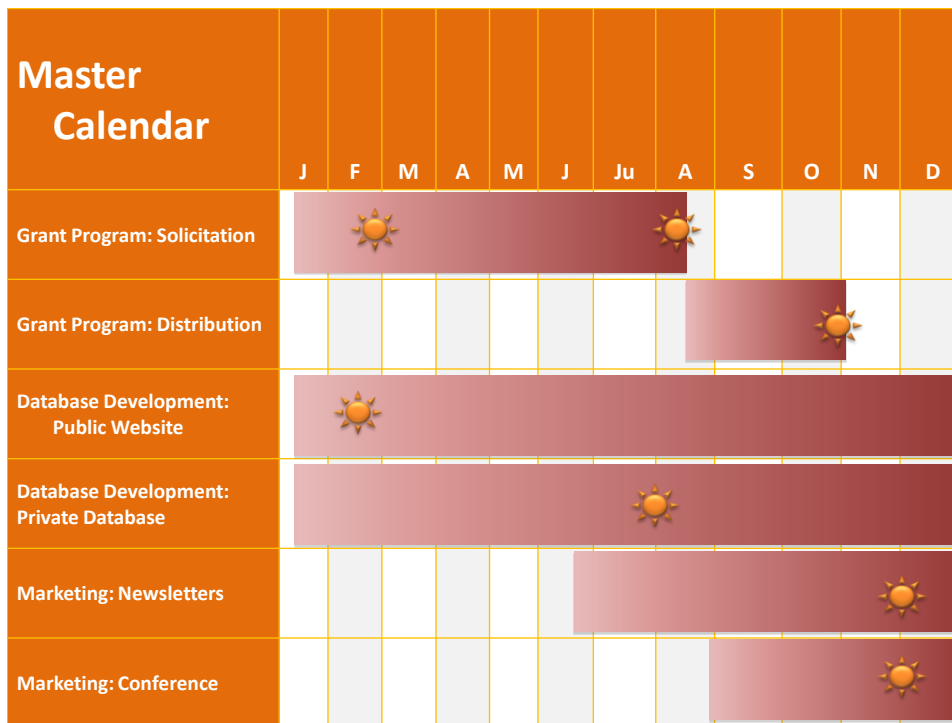 Master
Calendar
J F M A M J Ju A S O N D
Grant Program: Solicitation
Grant Program: Distribution
Database Development:
Public Website
Database Development:
Private Database
Marketing: Newsletters
Marketing: Conference